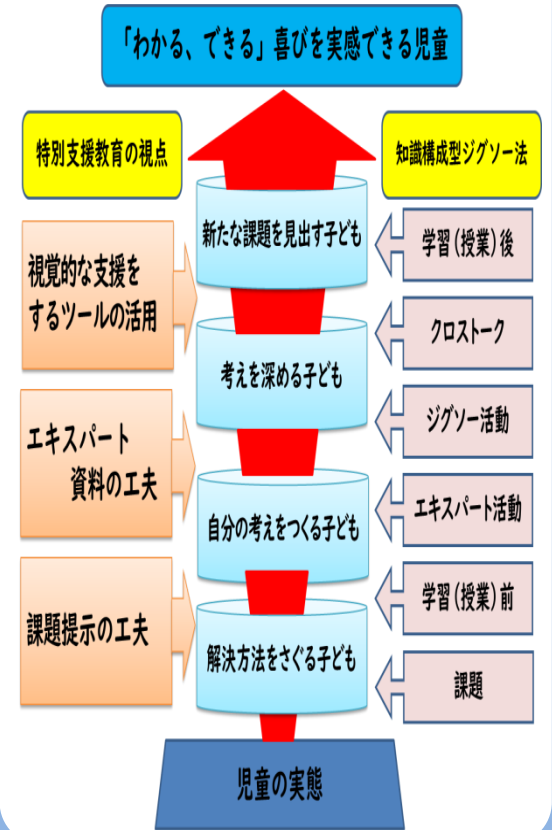 「わかる、できる」喜びを実感できる児童
特別支援教育の視点
知識構成型ジグソー法
視覚的な支援を
するツールの活用
エキスパート
資料の工夫
課題提示の工夫
新たな課題を見出す子ども
考えを深める子ども
自分の考えをつくる子ども
解決方法をさぐる子ども
学習（授業）後
クロストーク
ジグソー活動
エキスパート活動
学習（授業）前
課題
児童の実態